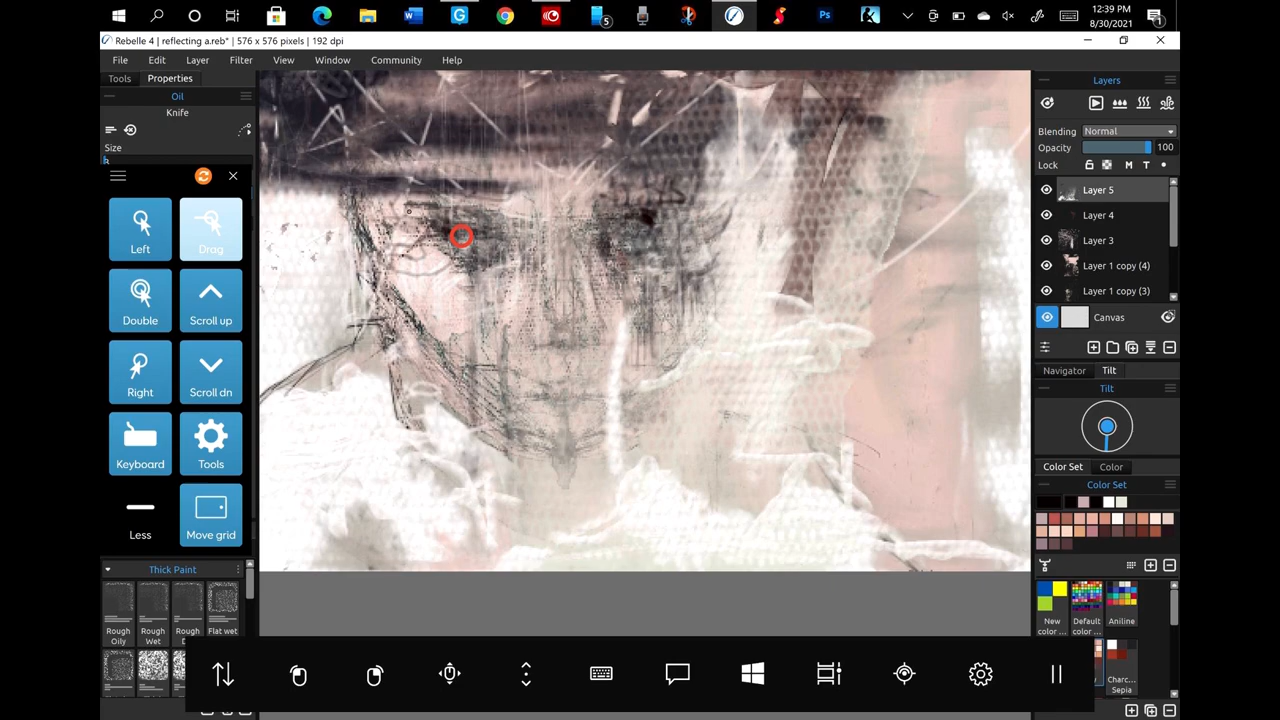 12:39 PM
8/30/2021
5
1
Rebelle 4 | reflecting a.reb* | 576 x 576 pixels | 192 dpi
File Edit Layer Filter View Window Community Help
Tools Properties
Oil
Knife
Size
Left
Drag
Double
Scroll up
Right
Scroll dn
Keyboard
Tools
Less
Move grid
Thick Paint
Rough Oily
Rough Wet
Rough D
Flat wet
Layers
Blending Normal
Opacity 100
Lock M T
Layer 5
Layer 4
Layer 3
Layer 1 copy (4)
Layer 1 copy (3)
Canvas
Navigator Tilt
Tilt
Color Set Color
Color Set
New color ...
Default color ...
Aniline
Charc... Sepia